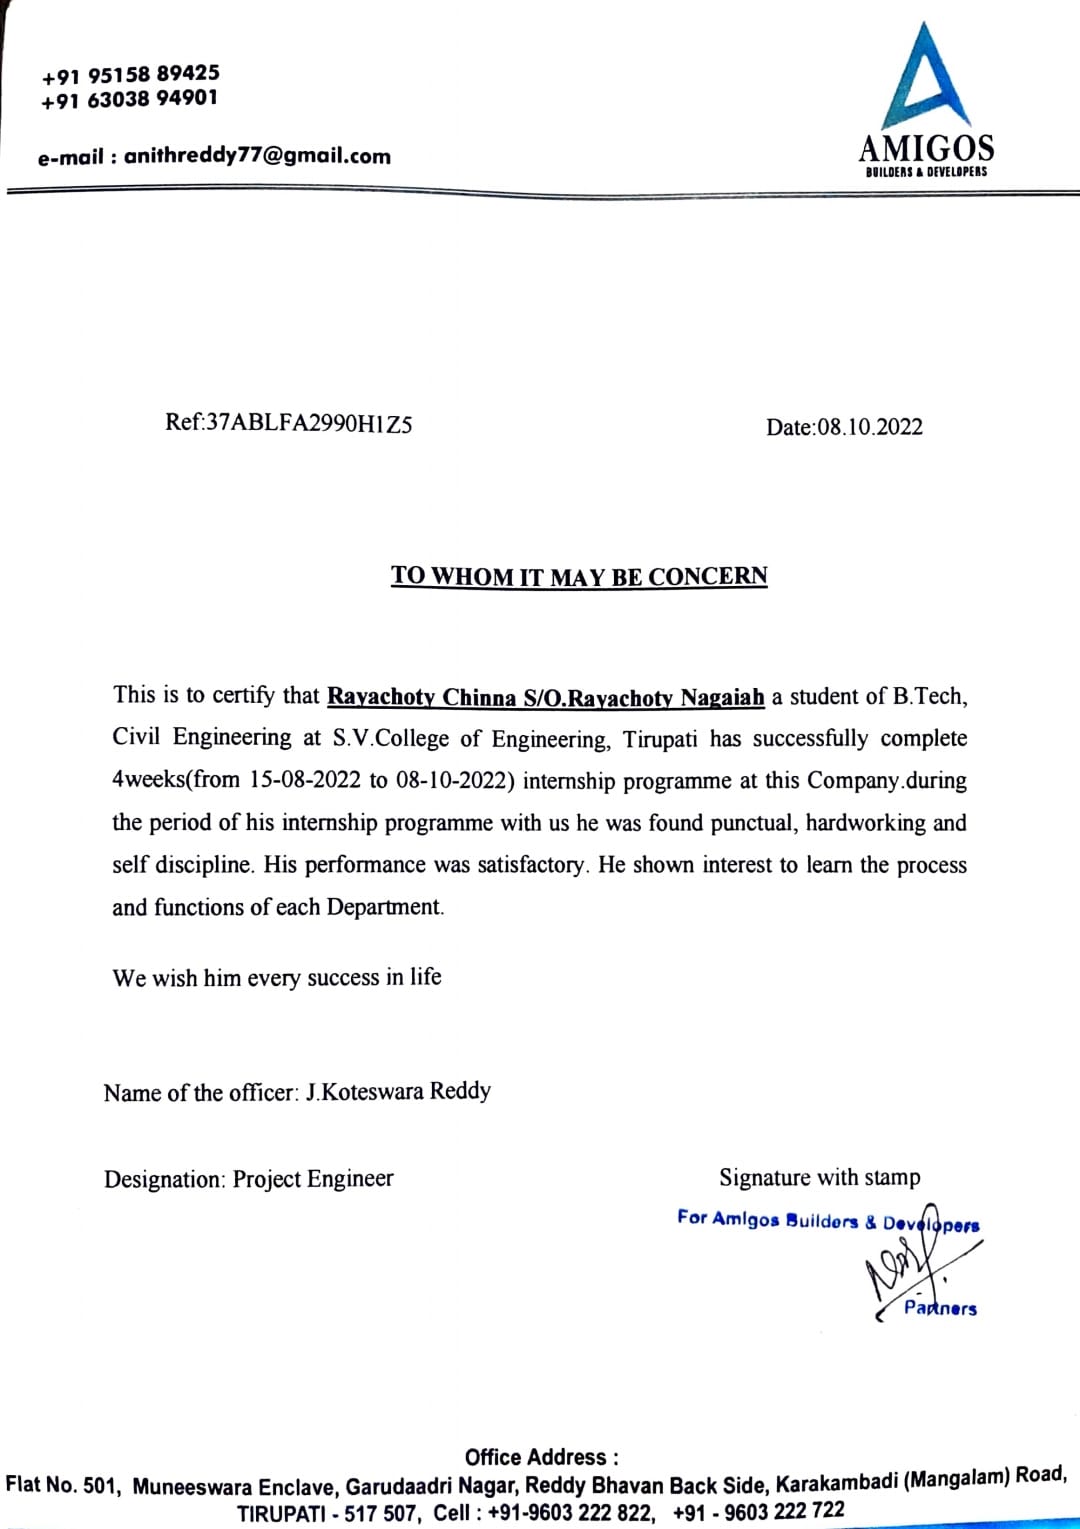 +91 95158 89425
+91 63038 94901
e-mail : anithreddy77@gmail.com
AMIGOS
BUILDERS & DEVELOPERS
Ref:37ABLFA2990H1Z5
Date:08.10.2022
TO WHOM IT MAY BE CONCERN
This is to certify that Rayachoty Chinna S/O.Rayachoty Nagaiah a student of B.Tech,
Civil Engineering at S.V.College of Engineering, Tirupati has successfully complete
4weeks(from 15-08-2022 to 08-10-2022) internship programme at this Company.during
the period of his internship programme with us he was found punctual, hardworking and
self discipline. His performance was satisfactory. He shown interest to learn the process
and functions of each Department.
We wish him every success in life
Name of the officer: J.Koteswara Reddy
Designation: Project Engineer
Signature with stamp
For Amigos Builders & Developers
Partners
Office Address :
Flat No. 501, Muneeswara Enclave, Garudaadri Nagar, Reddy Bhavan Back Side, Karakambadi (Mangalam) Road,
TIRUPATI - 517 507, Cell : +91-9603 222 822, +91 - 9603 222 722